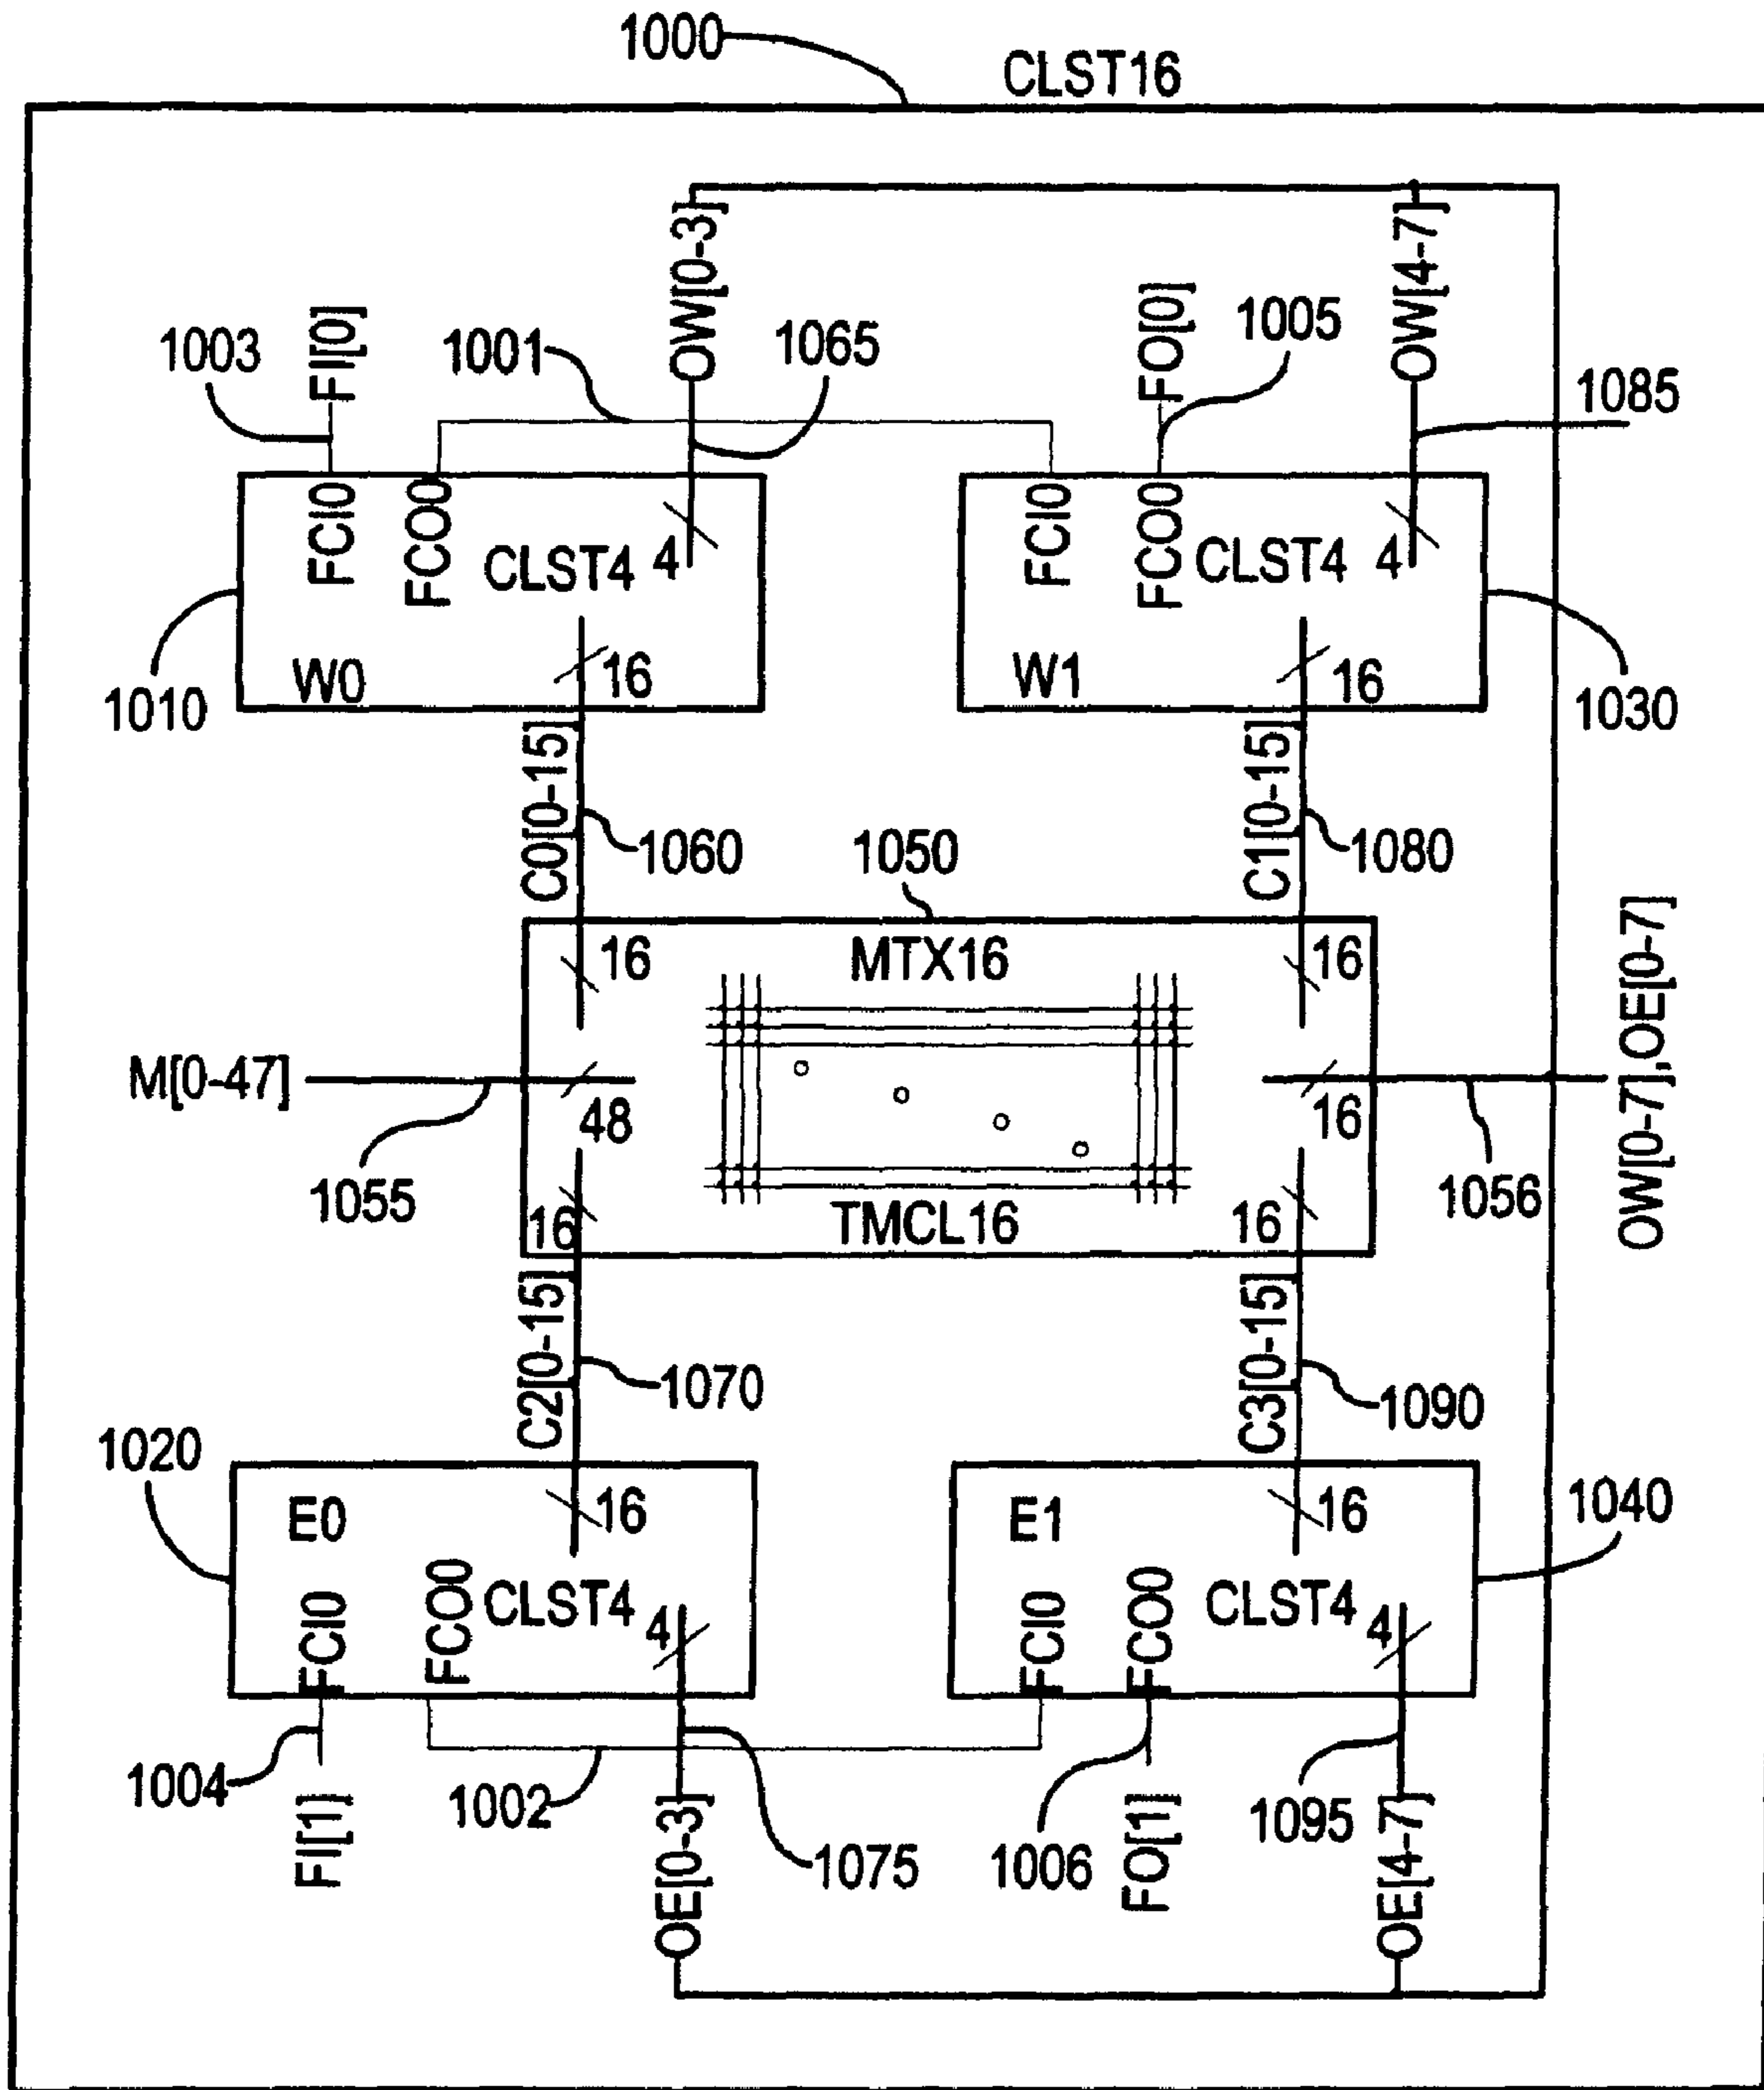 1000
CLST16
OW[0-3]
OW[4-7]
FI[0]
FO[0]
1003
1001
1065
1005
1085
FCI0
FCO0
CLST4
4
FCI0
FCO0
CLST4
4
W0
16
W1
16
1010
1030
C0[0-15]
1060
1050
C1[0-15]
1080
16
MTX16
16
M[0-47]
48
16
OW[0-7],OE[0-7]
1055
1056
16
TMCL16
16
C2[0-15]
1070
C3[0-15]
1090
1020
1040
E0
16
E1
16
FCI0
FCO0
CLST4
4
FCI0
FCO0
CLST4
4
1004
1002
1075
1006
1095
FI[1]
OE[0-3]
FO[1]
OE[4-7]